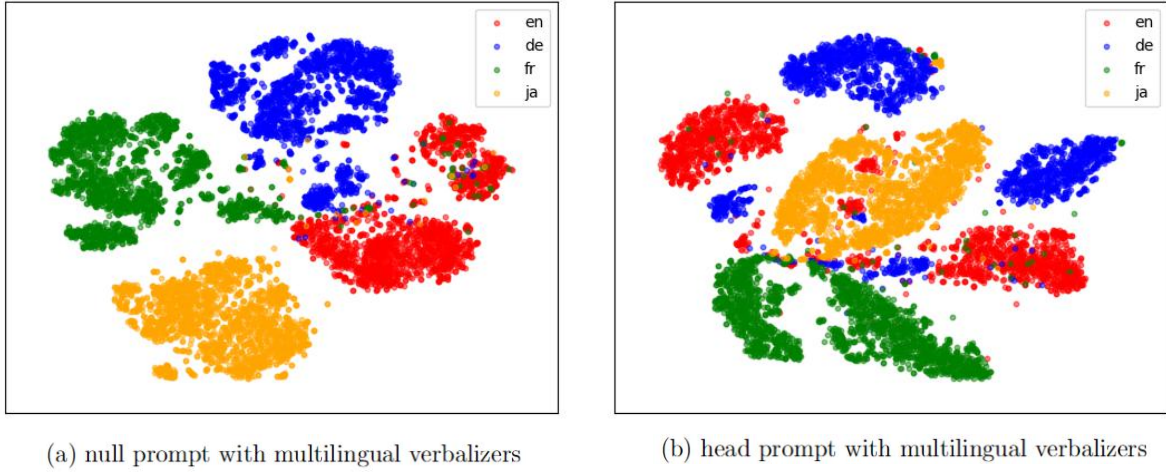 en
de
fr
ja
en
de
fr
ja
(a) null prompt with multilingual verbalizers
(b) head prompt with multilingual verbalizers